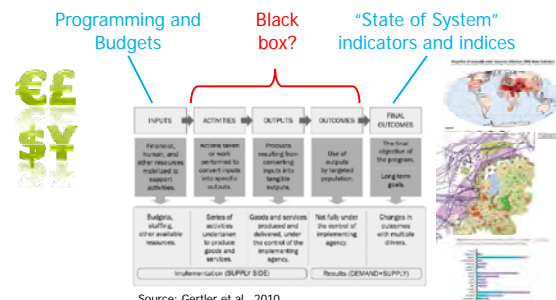 Programming and
Budgets
Black
box?
“State of System”
indicators and indices
€£
$¥
INPUTS
ACTIVITIES
OUTPUTS
OUTCOMES
FINAL
OUTCOMES
Financial,
human, and
other resources
mobilized to
support
activities.
Actions taken
or work
performed to
convert inputs
into specific
outputs.
Products
resulting from
converting
inputs into
tangible
outputs.
Use of
outputs
by targeted
population.
The final
objective of
the program.
Long-term
goals.
Budgets,
staffing,
other available
resources.
Series of
activities
undertaken
to produce
goods and
services.
Goods and services
produced and
delivered, under
the control of the
implementing
agency.
Not fully under
the control of
implementing
agency.
Changes in
outcomes
with multiple
drivers.
Implementation (SUPPLY SIDE)
Results (DEMAND+SUPPLY)
Source: Gertler et al., 2010